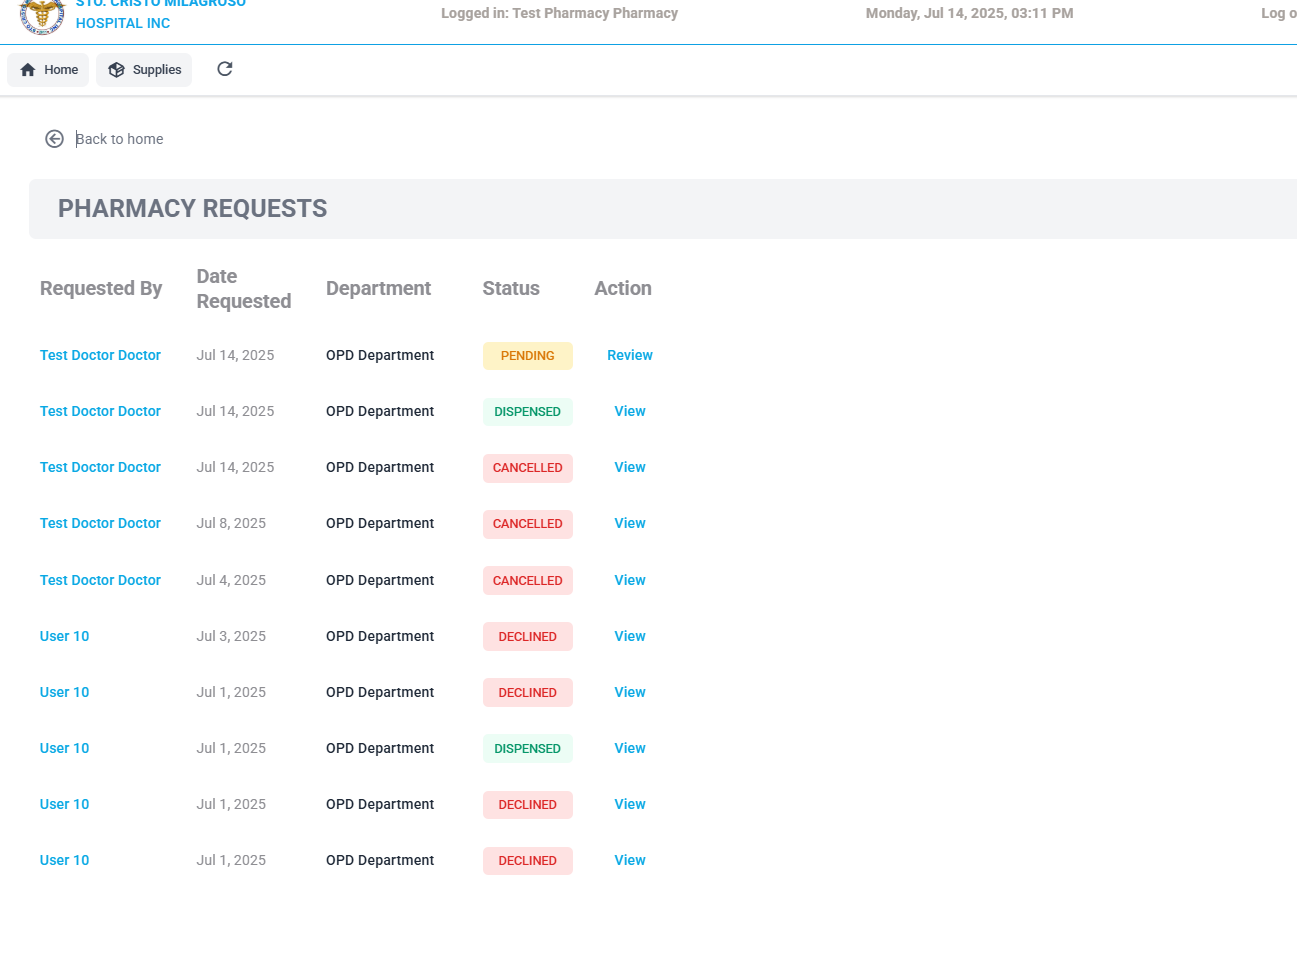 STO. CRISTO MILAGROSO
HOSPITAL INC
Logged in: Test Pharmacy Pharmacy
Monday, Jul 14, 2025, 03:11 PM
Log o
Home
Supplies
Back to home
PHARMACY REQUESTS
Requested By
Date
Requested
Department
Status
Action
Test Doctor Doctor Jul 14, 2025 OPD Department PENDING Review
Test Doctor Doctor Jul 14, 2025 OPD Department DISPENSED View
Test Doctor Doctor Jul 14, 2025 OPD Department CANCELLED View
Test Doctor Doctor Jul 8, 2025 OPD Department CANCELLED View
Test Doctor Doctor Jul 4, 2025 OPD Department CANCELLED View
User 10 Jul 3, 2025 OPD Department DECLINED View
User 10 Jul 1, 2025 OPD Department DECLINED View
User 10 Jul 1, 2025 OPD Department DISPENSED View
User 10 Jul 1, 2025 OPD Department DECLINED View
User 10 Jul 1, 2025 OPD Department DECLINED View